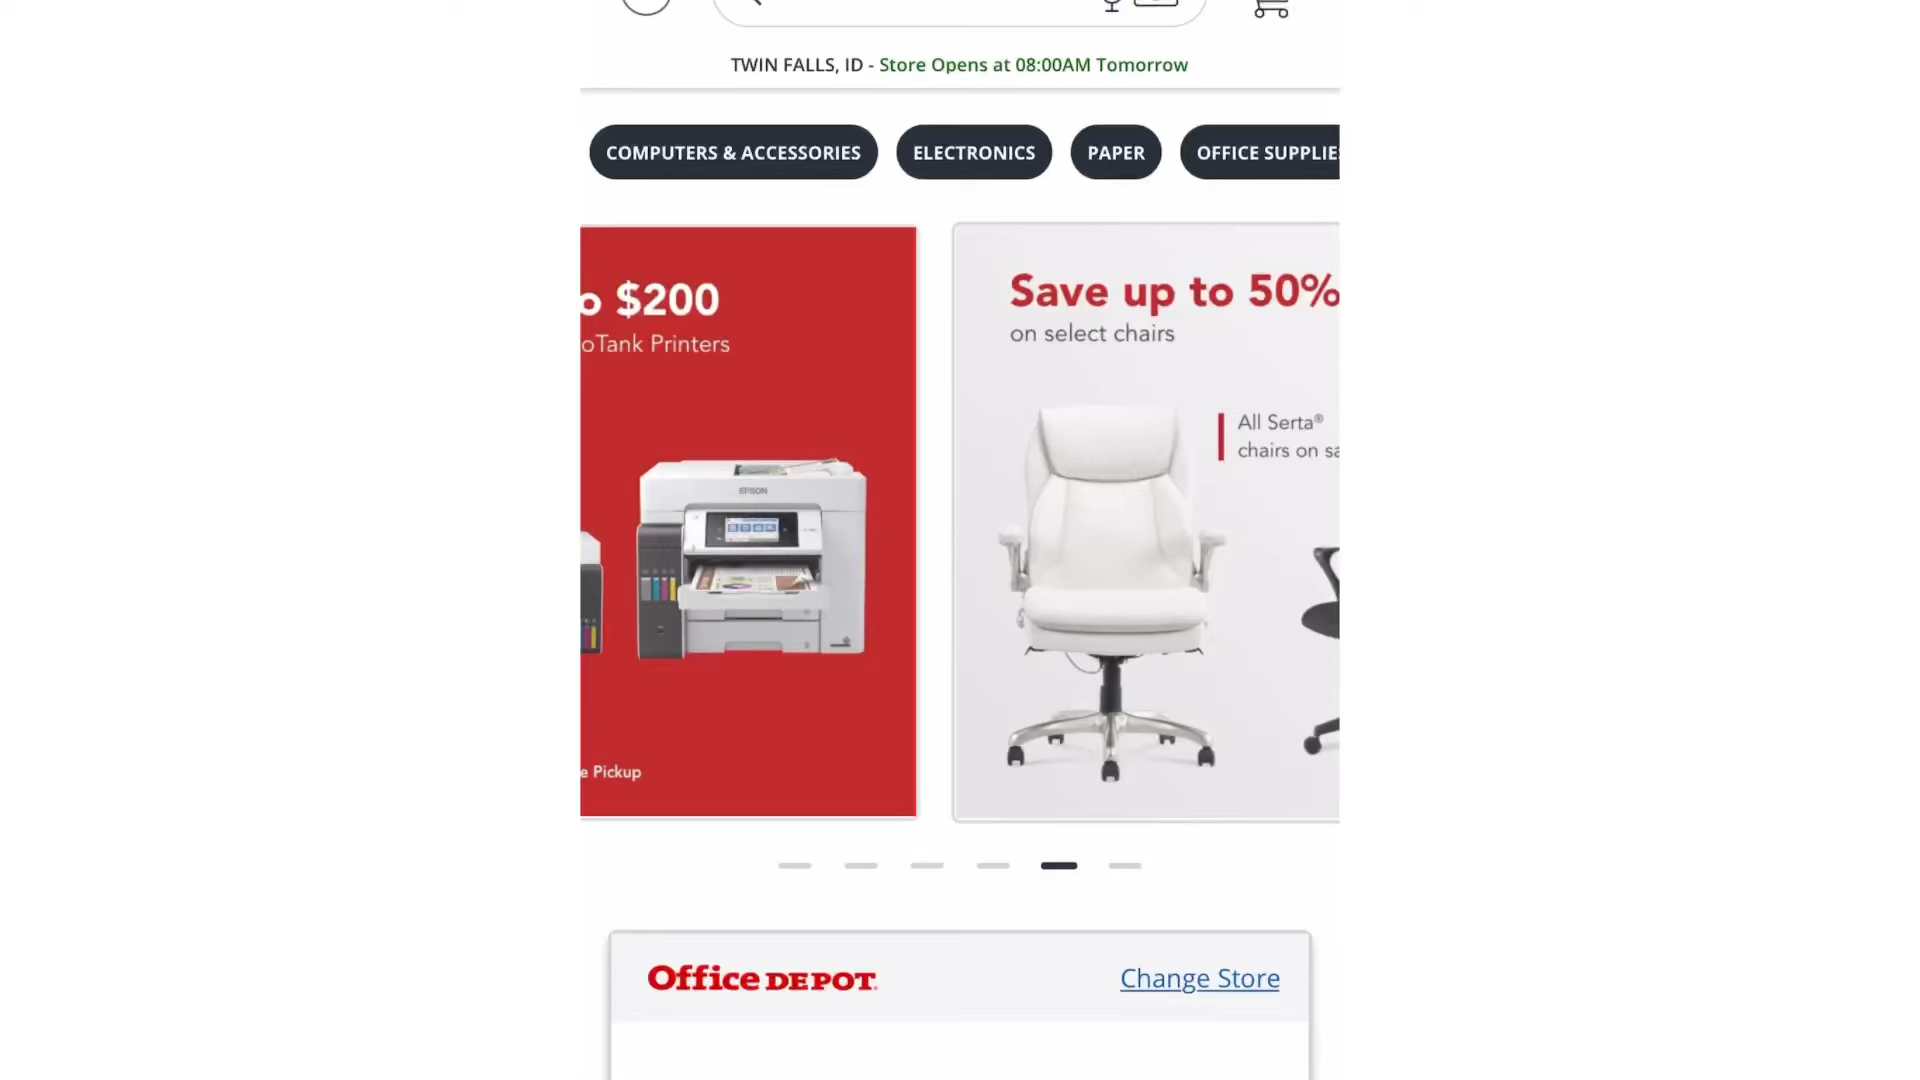 TWIN FALLS, ID - Store Opens at 08:00AM Tomorrow
COMPUTERS & ACCESSORIES
ELECTRONICS
PAPER
OFFICE SUPPLIE
o $200
oTank Printers
EPSON
e Pickup
Save up to 50%
on select chairs
All Serta®
chairs on sa
Office DEPOT
Change Store